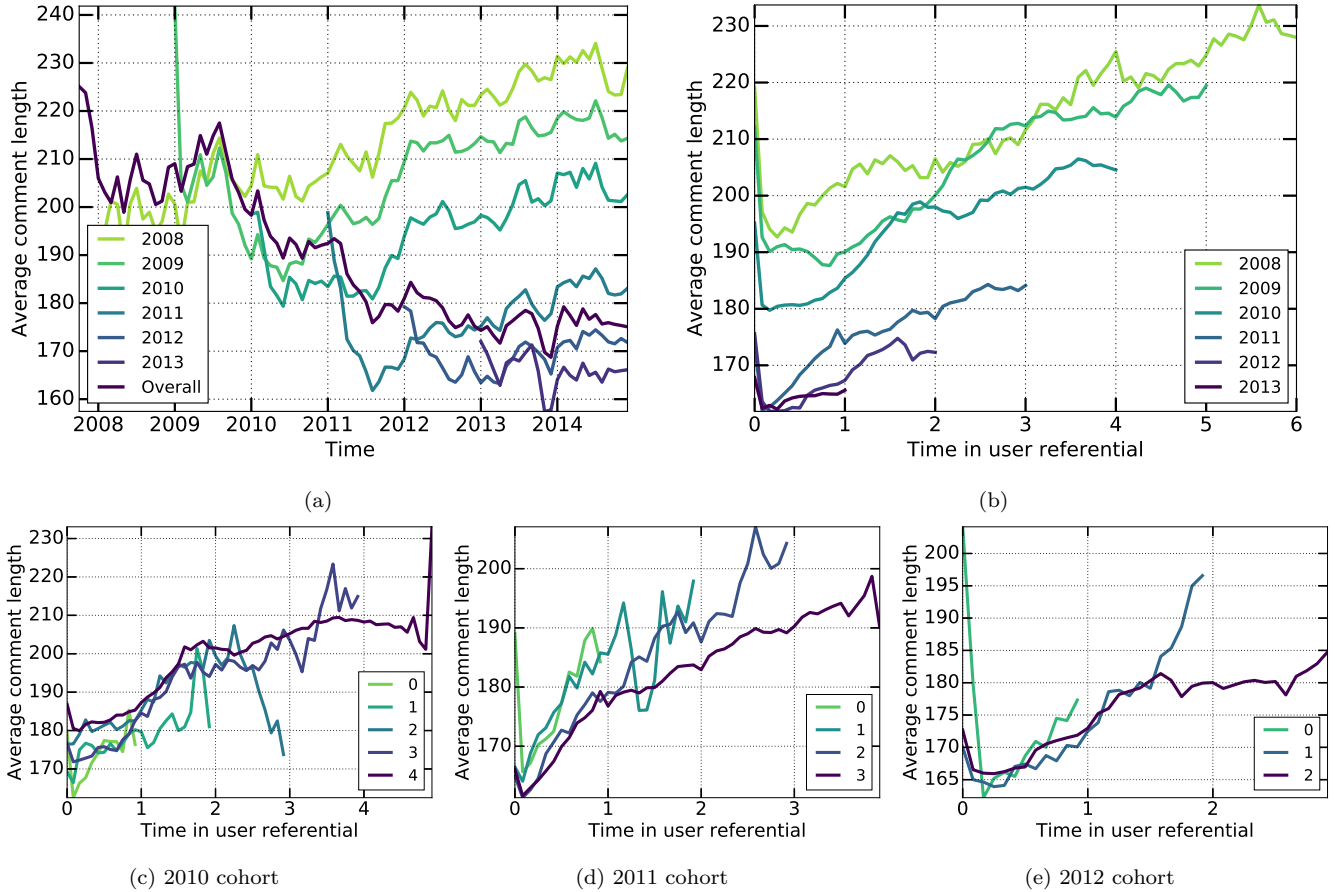 240
230
220
210
200
190
180
170
160
Average comment length
2008
2009
2010
2011
2012
2013
Overall
2008 2009 2010 2011 2012 2013 2014
Time
(a)
230
220
210
200
190
180
170
Average comment length
2008
2009
2010
2011
2012
2013
0 1 2 3 4 5 6
Time in user referential
(b)
230
220
210
200
190
180
170
Average comment length
0
1
2
3
4
0 1 2 3 4
Time in user referential
(c) 2010 cohort
200
190
180
170
Average comment length
0
1
2
3
0 1 2 3
Time in user referential
(d) 2011 cohort
200
195
190
185
180
175
170
165
Average comment length
0
1
2
0 1 2
Time in user referential
(e) 2012 cohort